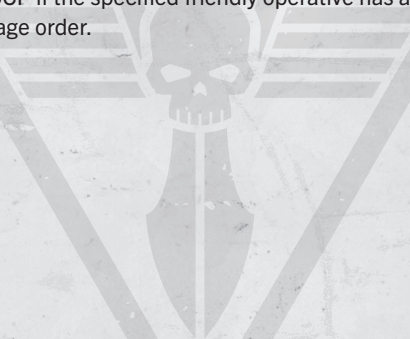 if the specified friendly operative has a
age order.